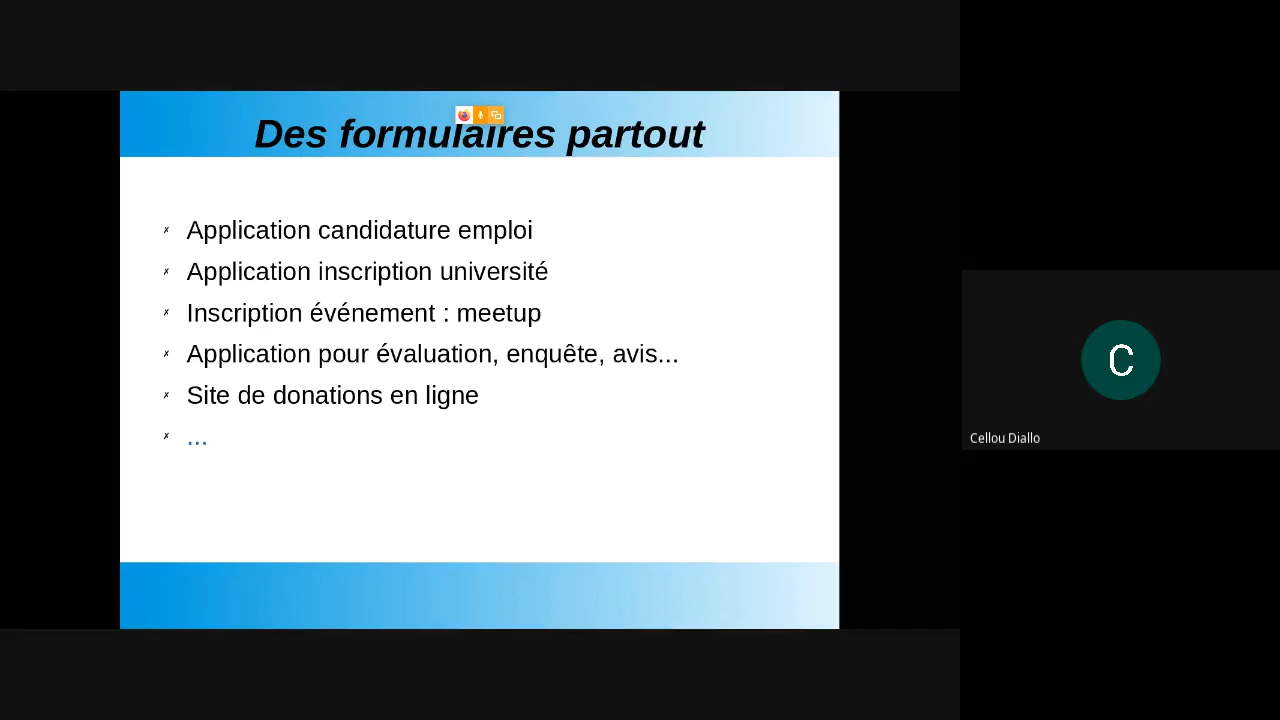 Des formulaires partout
✗ Application candidature emploi
✗ Application inscription université
✗ Inscription événement : meetup
✗ Application pour évaluation, enquête, avis...
✗ Site de donations en ligne
✗ ...
C
Cellou Diallo